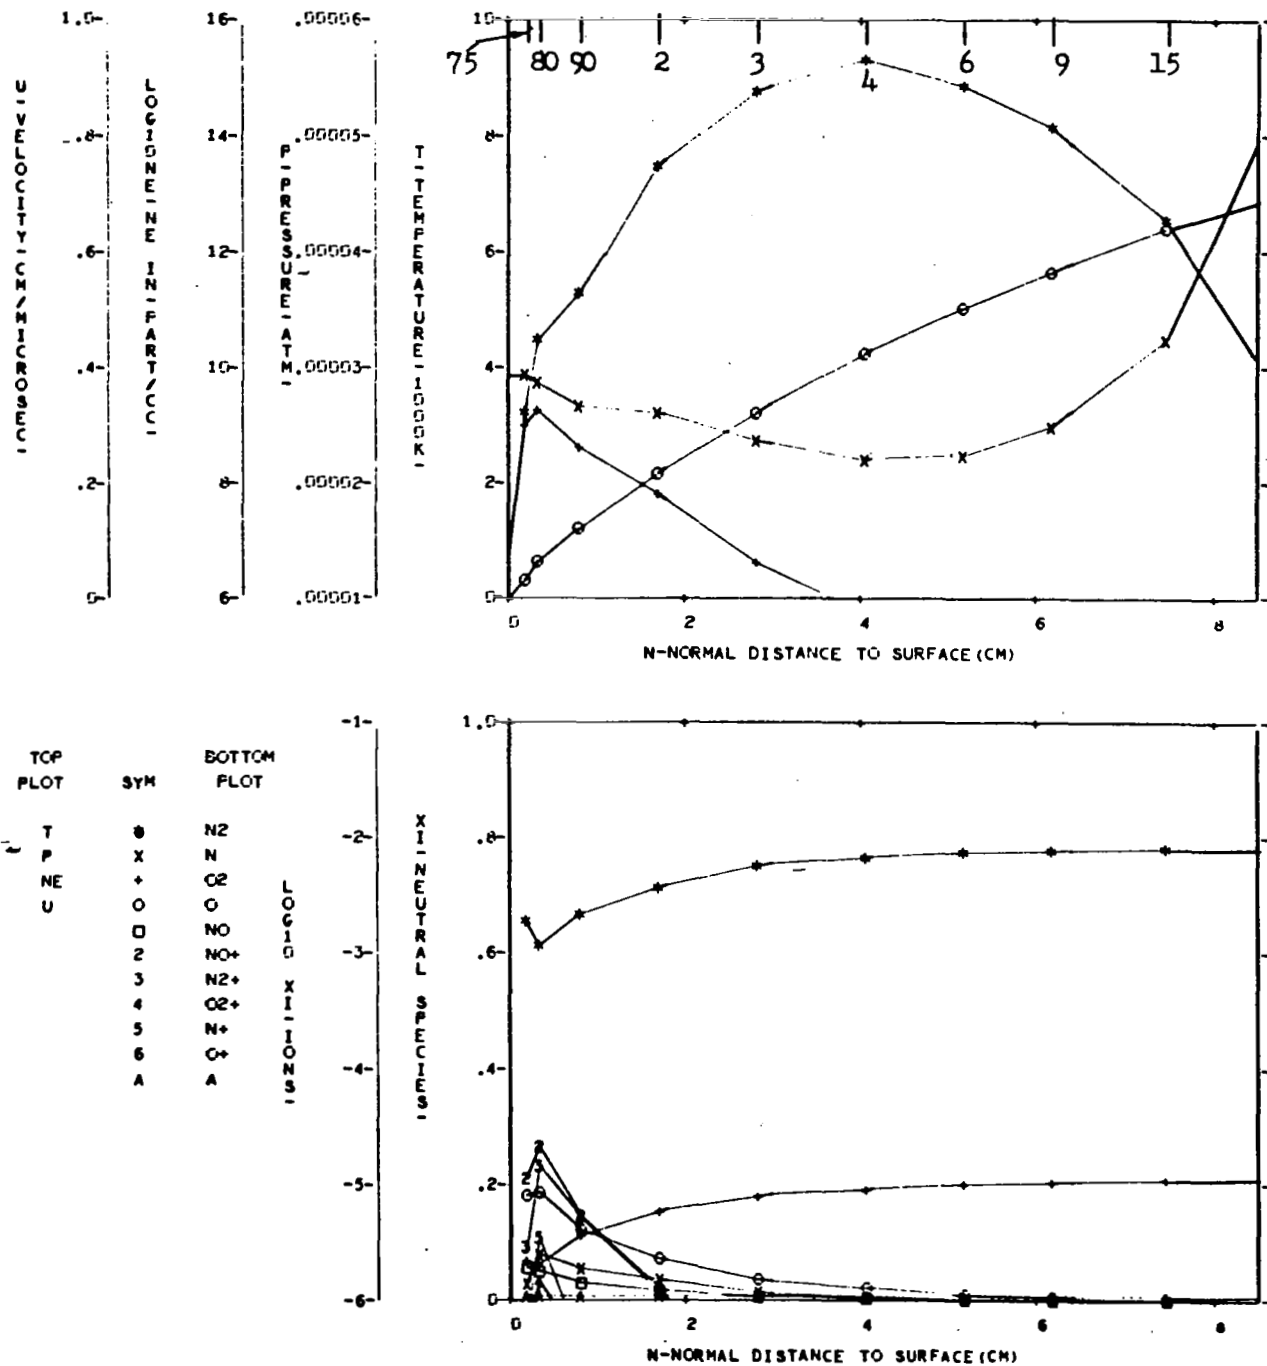 1.0-
16-
.00006-
10-
75
80
90
2
3
4
6
9
15
.8-
14-
.00005-
8-
.6-
12-
.00004-
6-
.4-
10-
.00003-
4-
.2-
8-
.00002-
2-
0-
6-
.00001-
0-
U-VELOCITY-CM/MICROSEC-
LOG10NE-NE IN-PART/CC-
P-PRESSURE-ATM-
T-TEMPERATURE-1000K-
0 2 4 6 8
N-NORMAL DISTANCE TO SURFACE(CM)
-1-
1.0-
-2-
.8-
-3-
.6-
-4-
.4-
-5-
.2-
-6-
0-
TOP BOTTOM
PLOT SYM PLOT
T * N2
P X N
NE + O2
U O O
□ NO
2 NO+
3 N2+
4 O2+
5 N+
6 O+
A A
LOG10 XI-IONS-
XI-NEUTRAL SPECIES-
2
2
3
3
5
0 2 4 6 8
N-NORMAL DISTANCE TO SURFACE(CM)